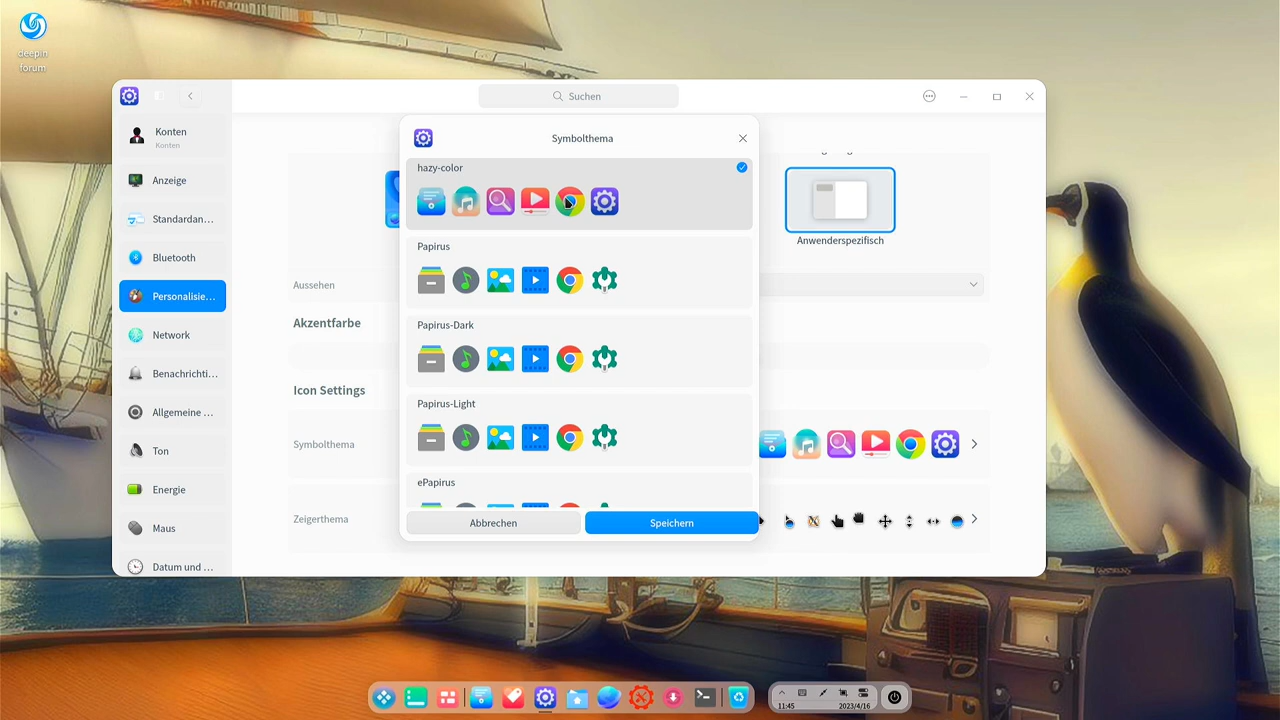 deepin
forum
Suchen
Konten
Konten
Anzeige
Standardan...
Bluetooth
Personalisie...
Network
Benachrichti...
Allgemeine ...
Ton
Energie
Maus
Datum und ...
Symbolthema
hazy-color
Papirus
Papirus-Dark
Papirus-Light
ePapirus
Abbrechen
Speichern
Anwenderspezifisch
Aussehen
Akzentfarbe
Icon Settings
Symbolthema
Zeigerthema
11:45
2023/4/16